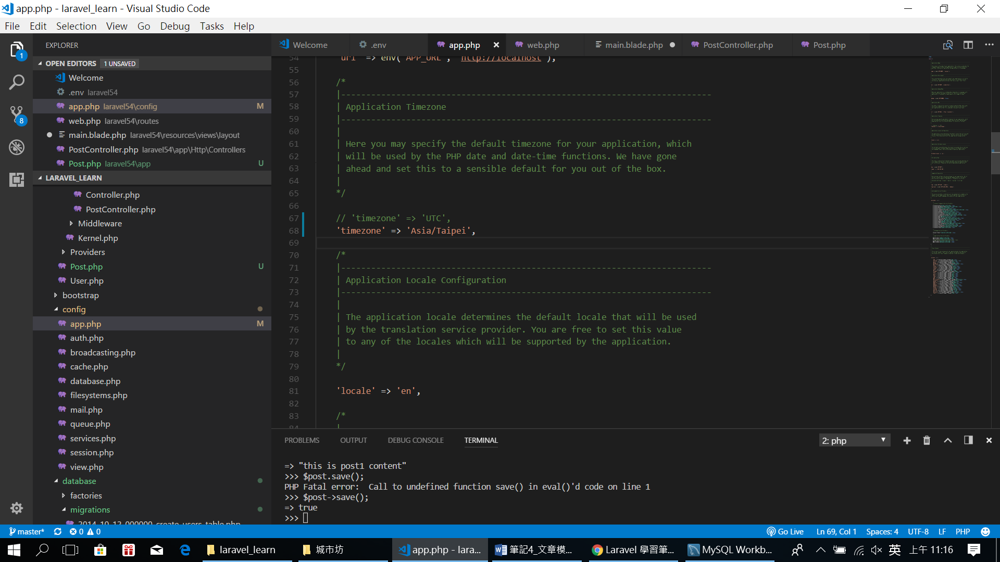 app.php - laravel_learn - Visual Studio Code
File Edit Selection View Go Debug Tasks Help
EXPLORER
Welcome .env app.php web.php main.blade.php PostController.php Post.php
1
OPEN EDITORS 1 UNSAVED
Welcome
.env laravel54
app.php laravel54\config M
web.php laravel54\routes
8
main.blade.php laravel54\resources\views\layout
PostController.php laravel54\app\Http\Controllers
Post.php laravel54\app U
LARAVEL_LEARN
Controller.php
PostController.php
Middleware
Kernel.php
Providers
Post.php U
User.php
bootstrap
config
app.php M
auth.php
broadcasting.php
cache.php
database.php
filesystems.php
mail.php
queue.php
services.php
session.php
view.php
database
factories
migrations
2014_10_12_000000_create_users_table.php
54 'url' => env('APP_URL', 'http://localhost'),
55
56 /*
57 |--------------------------------------------------------------------------
58 | Application Timezone
59 |--------------------------------------------------------------------------
60 |
61 | Here you may specify the default timezone for your application, which
62 | will be used by the PHP date and date-time functions. We have gone
63 | ahead and set this to a sensible default for you out of the box.
64 |
65 */
66
67 // 'timezone' => 'UTC',
68 'timezone' => 'Asia/Taipei',
69
70 /*
71 |--------------------------------------------------------------------------
72 | Application Locale Configuration
73 |--------------------------------------------------------------------------
74 |
75 | The application locale determines the default locale that will be used
76 | by the translation service provider. You are free to set this value
77 | to any of the locales which will be supported by the application.
78 |
79 */
80
81 'locale' => 'en',
82
83 /*
84 |
PROBLEMS OUTPUT DEBUG CONSOLE TERMINAL 2: php
=> "this is post1 content"
>>> $post.save();
PHP Fatal error:  Call to undefined function save() in eval()'d code on line 1
>>> $post->save();
=> true
>>>
master* 0 0 Go Live Ln 69, Col 1 Spaces: 4 UTF-8 LF PHP
laravel_learn 城市坊 app.php - lara... 筆記4_文章模... Laravel 學習筆... MySQL Workb... 英 上午 11:16